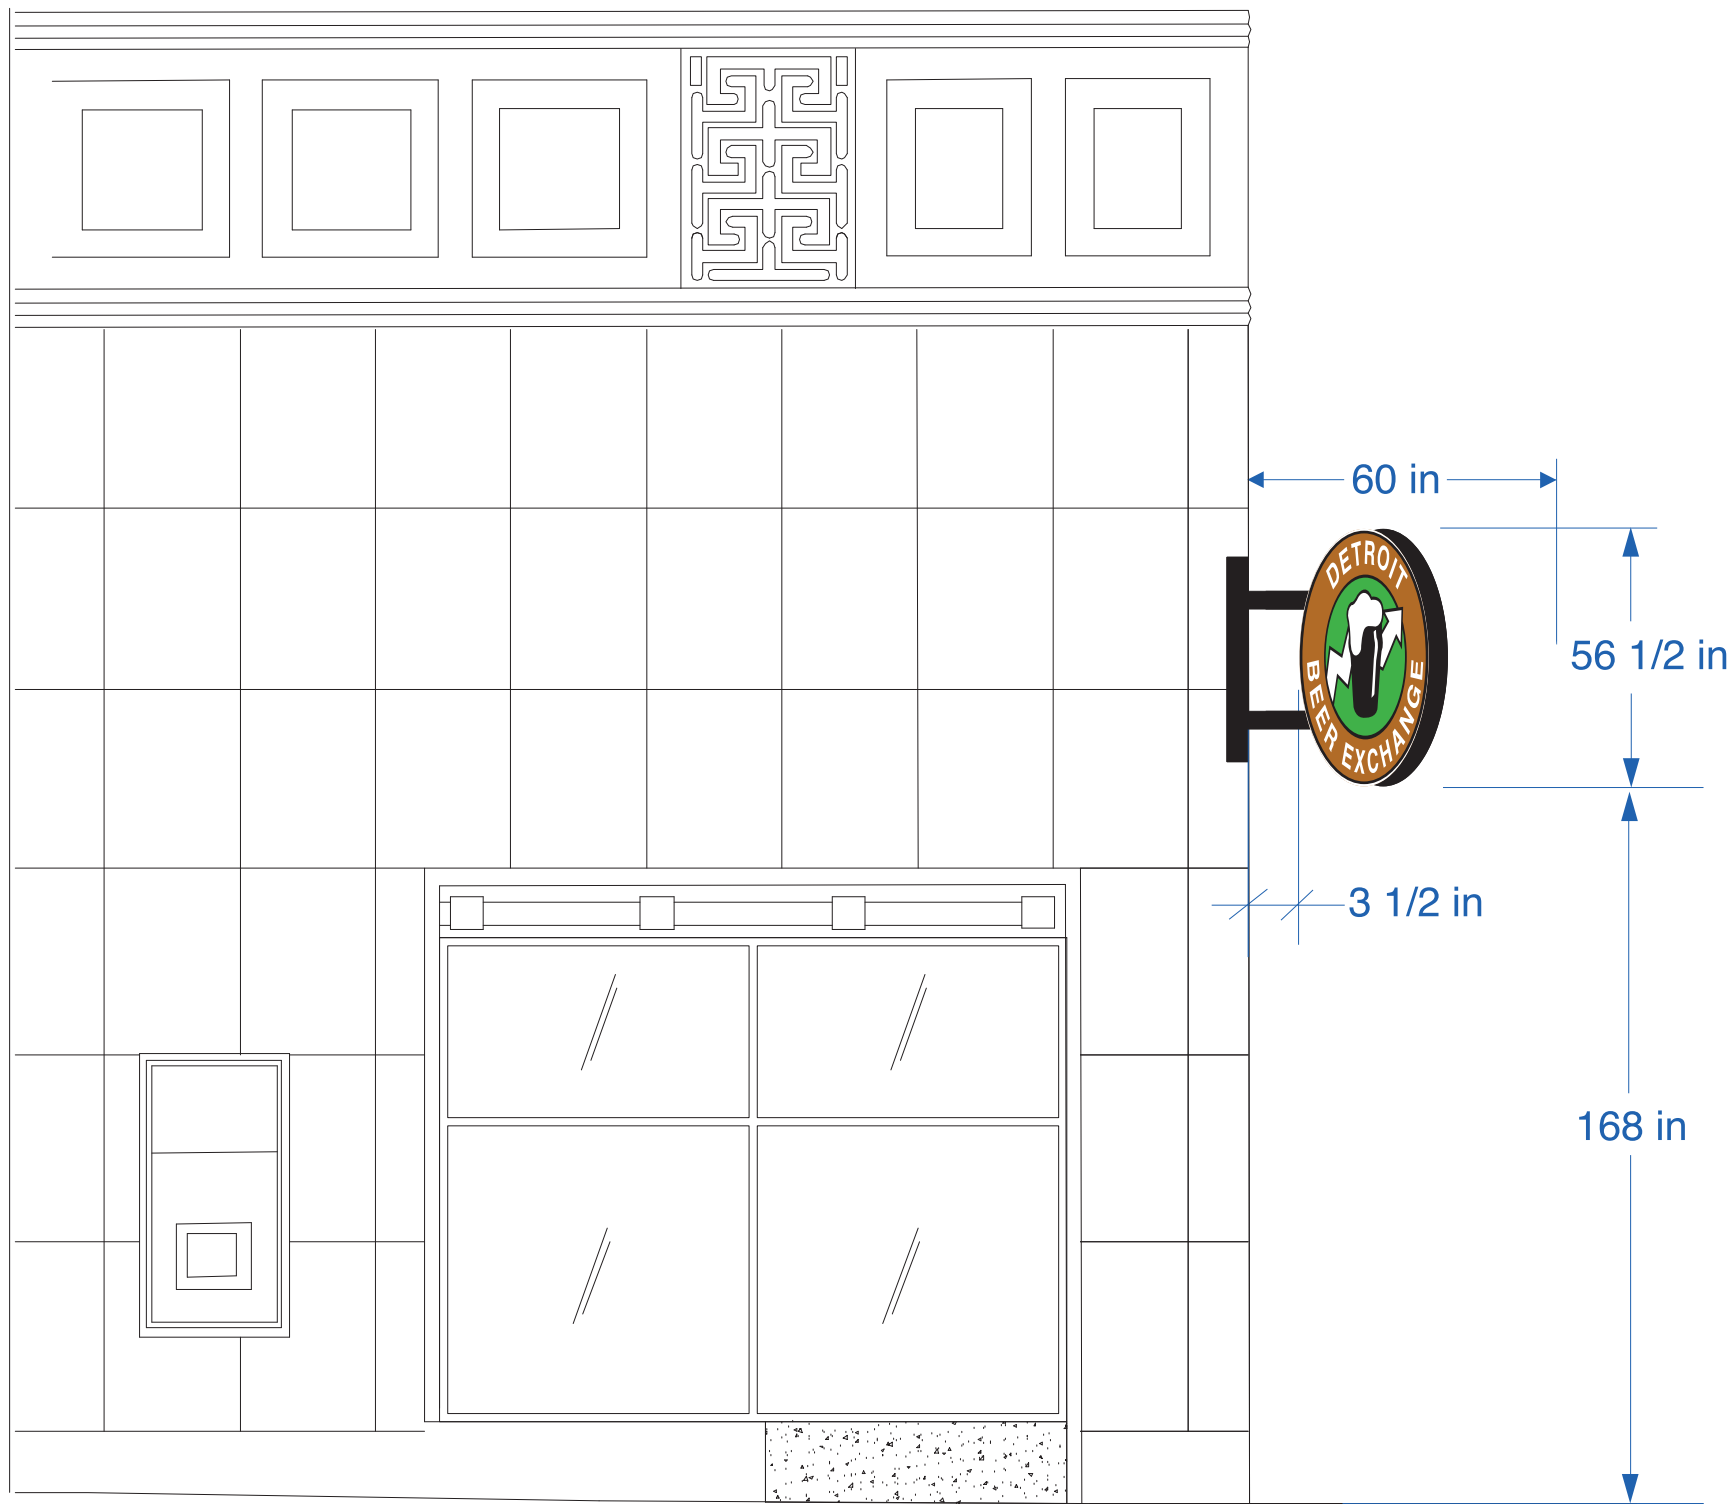 60 in
DETROIT
BEER EXCHANGE
56 1/2 in
3 1/2 in
168 in